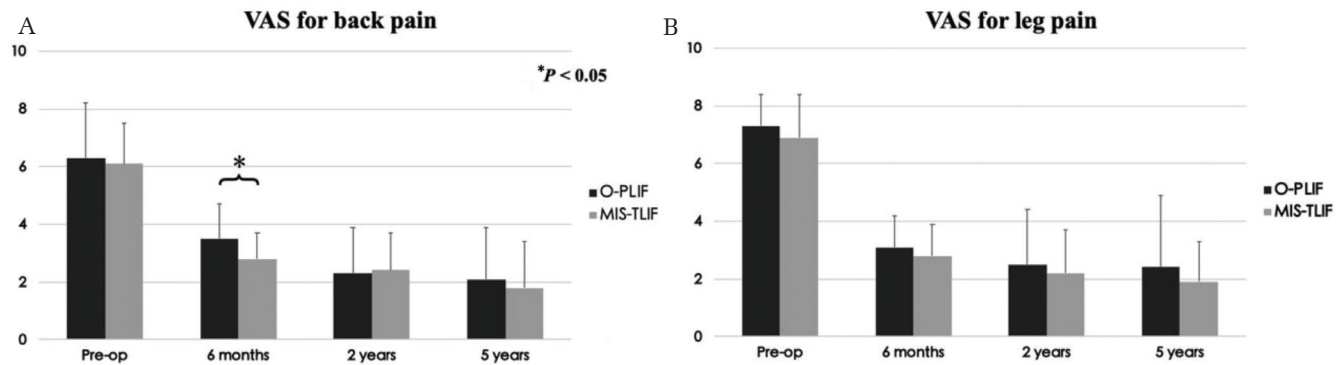 A
VAS for back pain
10
8
6
4
2
0
*P < 0.05
*
O-PLIF
MIS-TLIF
Pre-op
6 months
2 years
5 years
B
VAS for leg pain
10
8
6
4
2
0
O-PLIF
MIS-TLIF
Pre-op
6 months
2 years
5 years